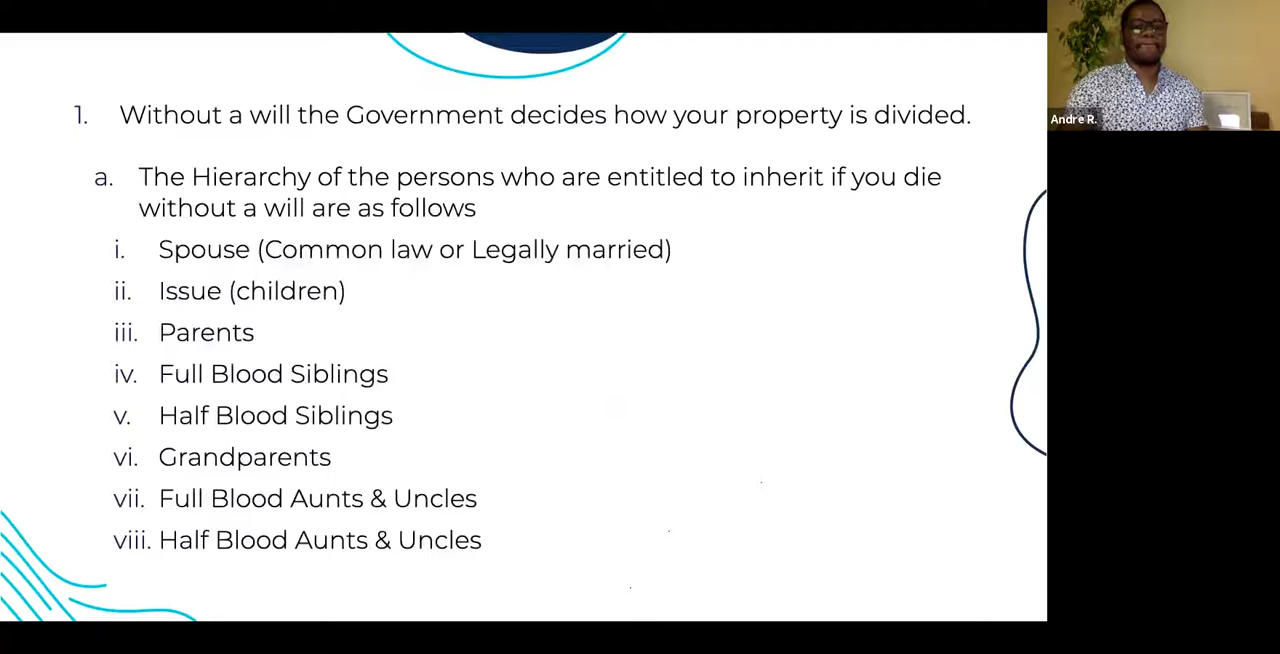 1. Without a will the Government decides how your property is divided.
a. The Hierarchy of the persons who are entitled to inherit if you die
without a will are as follows
i. Spouse (Common law or Legally married)
ii. Issue (children)
iii. Parents
iv. Full Blood Siblings
v. Half Blood Siblings
vi. Grandparents
vii. Full Blood Aunts & Uncles
viii. Half Blood Aunts & Uncles
Andre R.